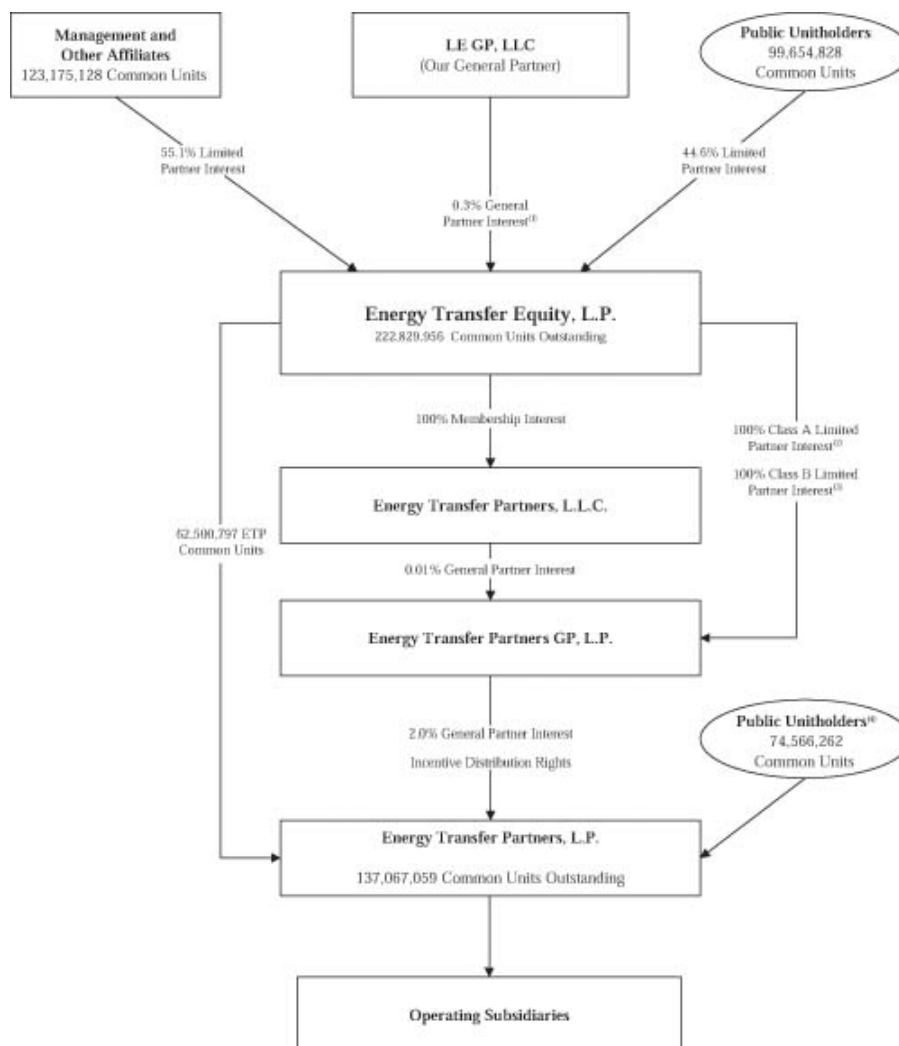 Management and
Other Affiliates
123,175,128 Common Units
LE GP, LLC
(Our General Partner)
Public Unitholders
99,654,828
Common Units
55.1% Limited
Partner Interest
44.6% Limited
Partner Interest
0.3% General
Partner Interest(1)
Energy Transfer Equity, L.P.
222,829,956 Common Units Outstanding
100% Membership Interest
100% Class A Limited
Partner Interest(2)
100% Class B Limited
Partner Interest(3)
Energy Transfer Partners, L.L.C.
62,500,797 ETP
Common Units
0.01% General Partner Interest
Energy Transfer Partners GP, L.P.
2.0% General Partner Interest
Incentive Distribution Rights
Public Unitholders(4)
74,566,262
Common Units
Energy Transfer Partners, L.P.
137,067,059 Common Units Outstanding
Operating Subsidiaries